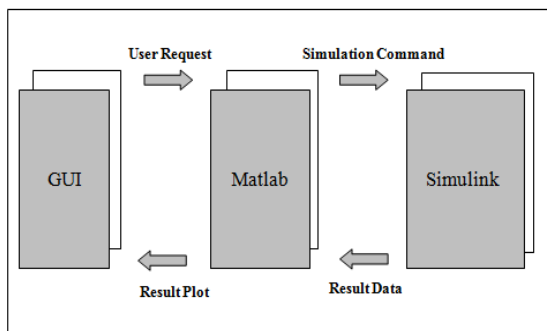 User Request
Simulation Command
GUI
Matlab
Simulink
Result Plot
Result Data